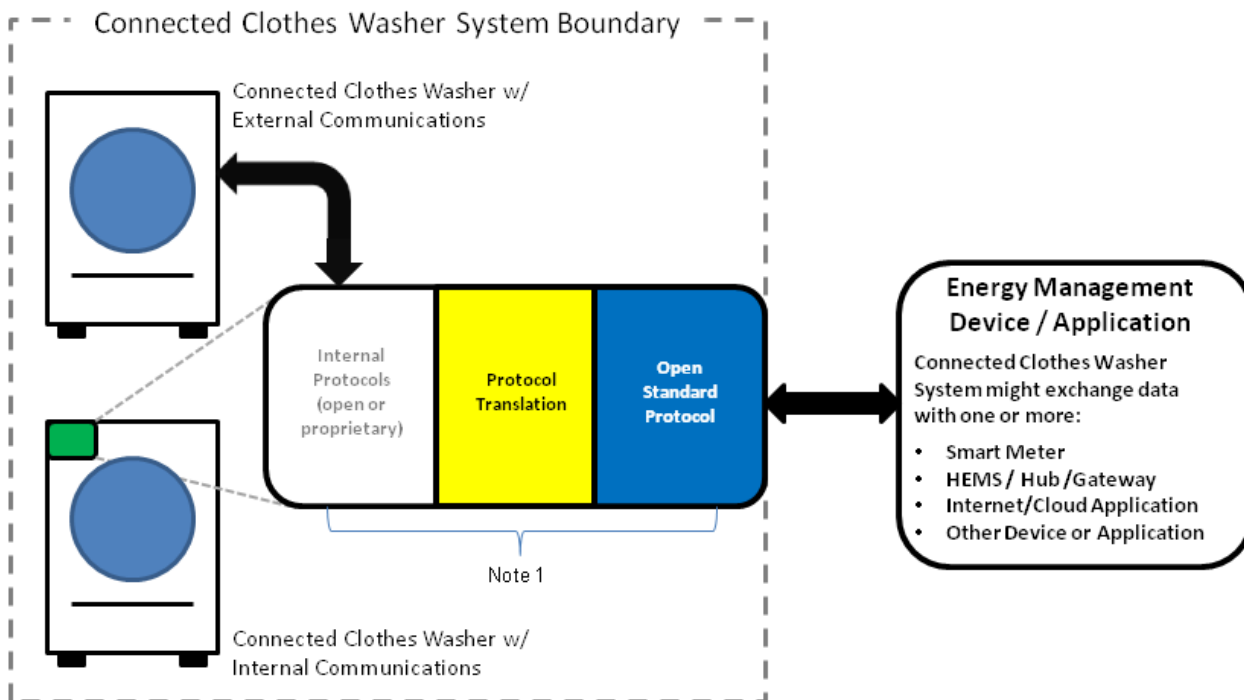 Connected Clothes Washer System Boundary
Connected Clothes Washer w/
External Communications
Internal
Protocols
(open or
proprietary)
Protocol
Translation
Open
Standard
Protocol
Note 1
Connected Clothes Washer w/
Internal Communications
Energy Management
Device / Application
Connected Clothes Washer
System might exchange data
with one or more:
• Smart Meter
• HEMS / Hub /Gateway
• Internet/Cloud Application
• Other Device or Application